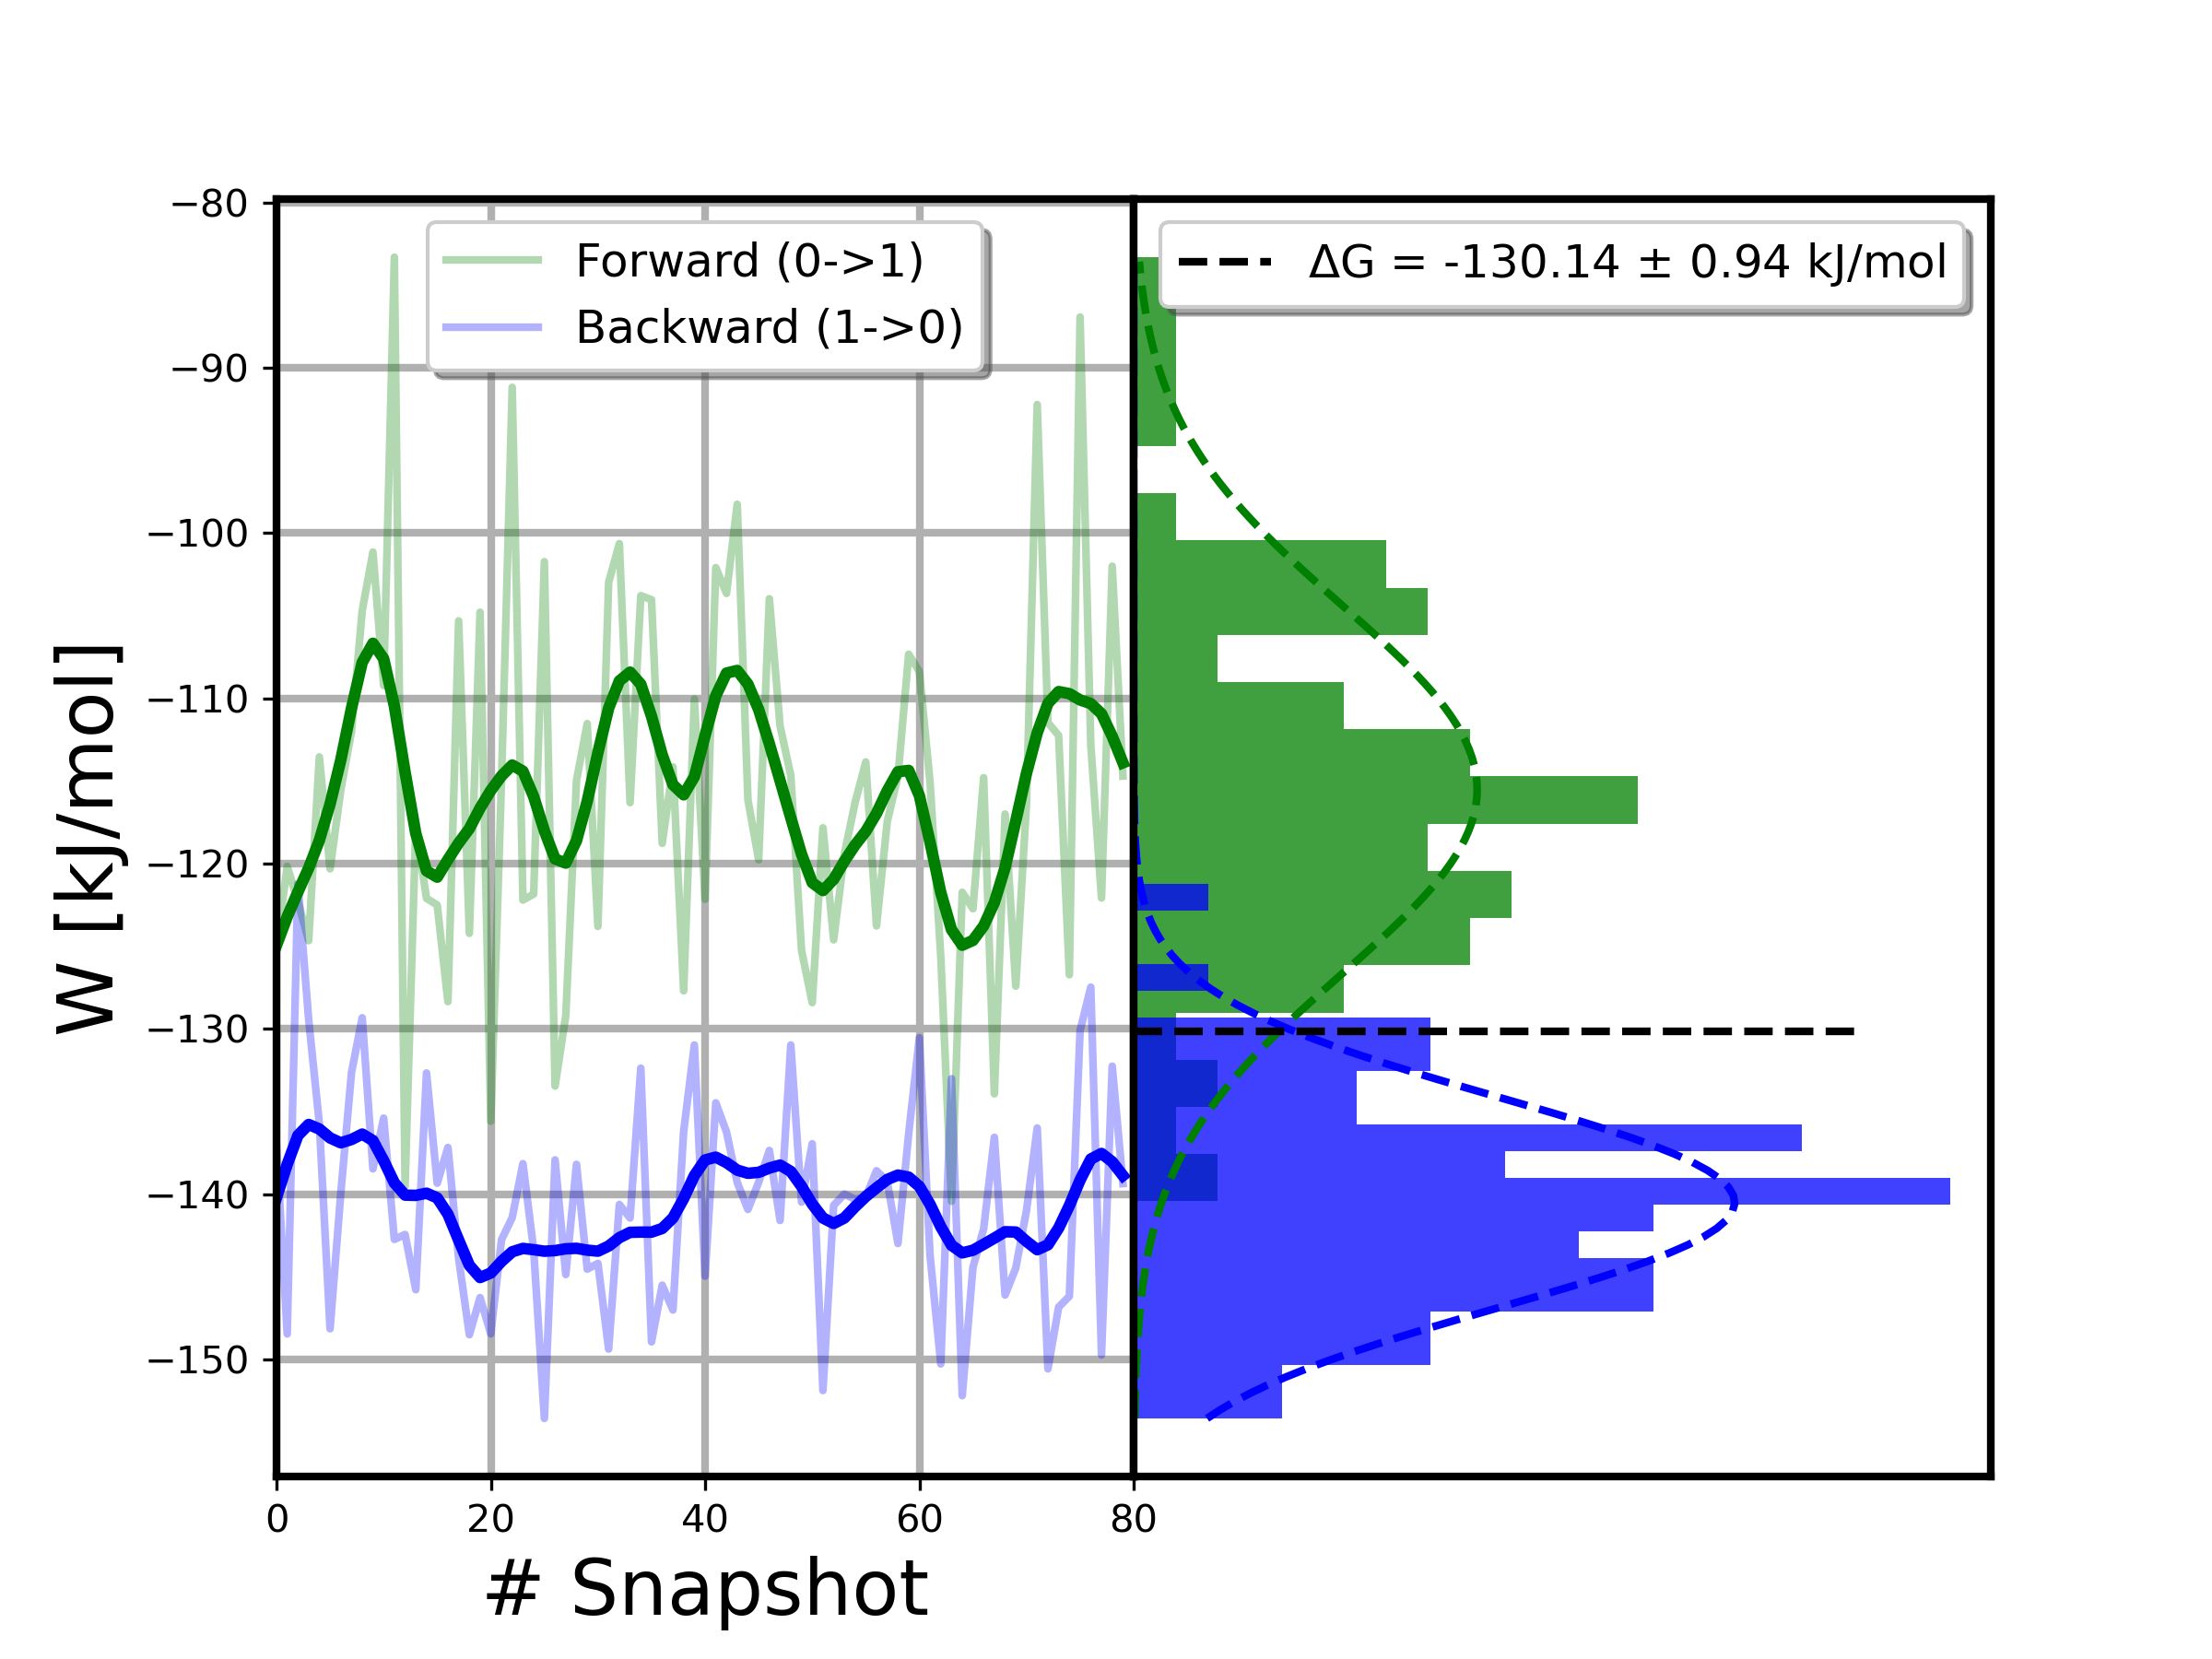 −80
−90
−100
−110
−120
−130
−140
−150
W [kJ/mol]
Forward (0->1)
Backward (1->0)
ΔG = -130.14 ± 0.94 kJ/mol
0 20 40 60 80
# Snapshot